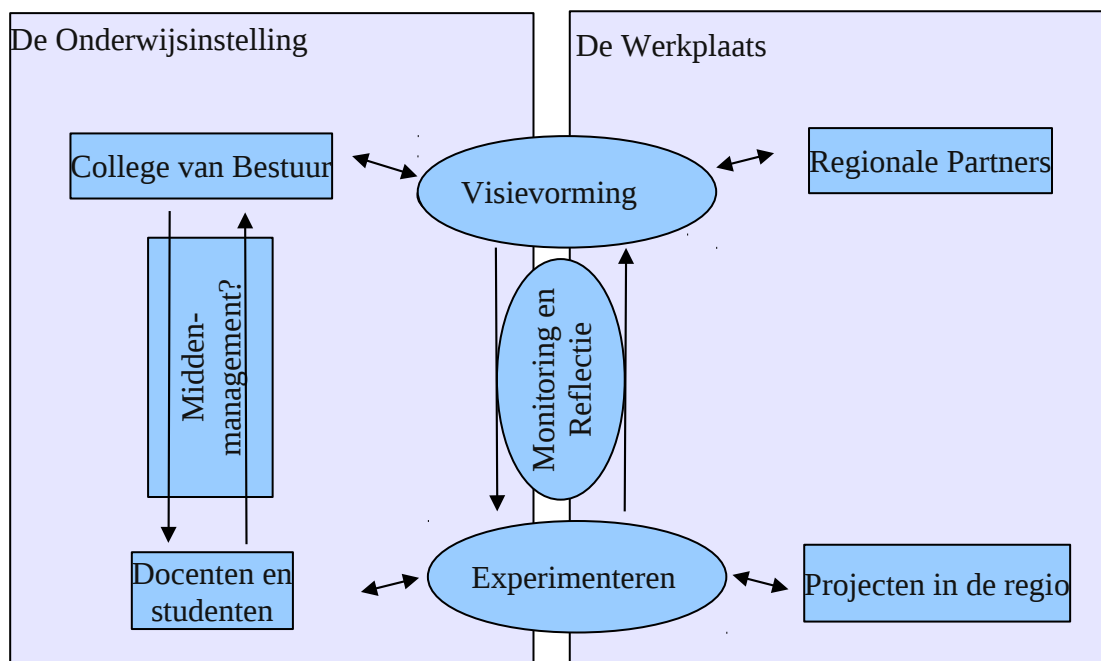 De Onderwijsinstelling
De Werkplaats
College van Bestuur
Visievorming
Regionale Partners
Midden-
management?
Monitoring en
Reflectie
Docenten en
studenten
Experimenteren
Projecten in de regio